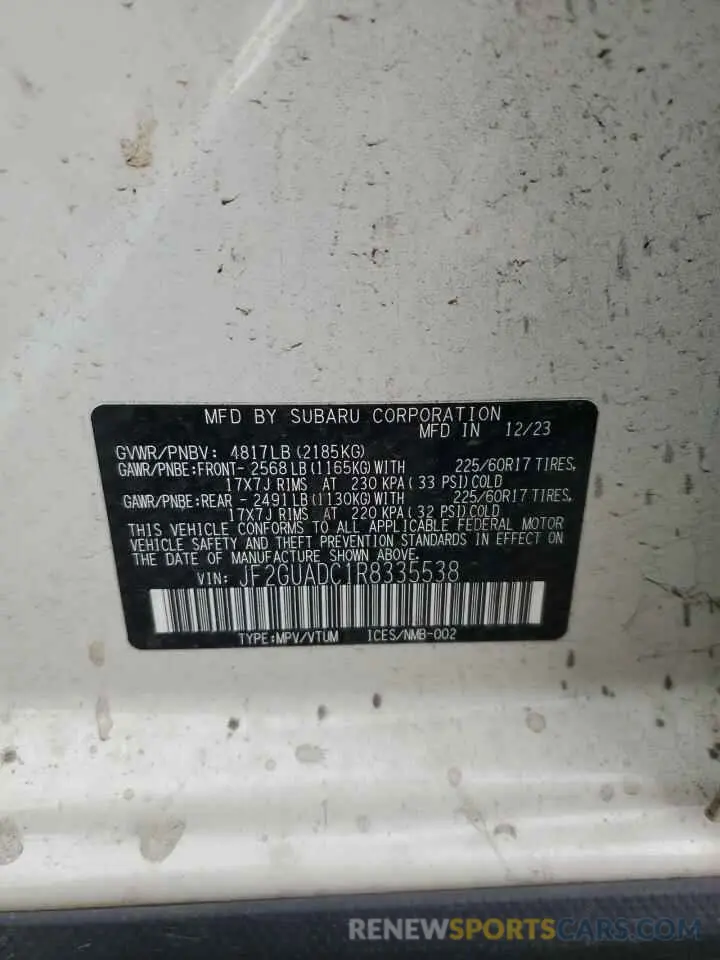 MFD BY SUBARU CORPORATION
MFD IN 12/23
GVWR/PNBV: 4817LB (2185KG)
GAWR/PNBE:FRONT- 2568 LB (1165KG) WITH 225/60R17 TIRES,
17X7J RIMS AT 230 KPA (33 PSI) COLD
GAWR/PNBE:REAR - 2491 LB (1130KG) WITH 225/60R17 TIRES,
17X7J RIMS AT 220 KPA (32 PSI) COLD
THIS VEHICLE CONFORMS TO ALL APPLICABLE FEDERAL MOTOR
VEHICLE SAFETY AND THEFT PREVENTION STANDARDS IN EFFECT ON
THE DATE OF MANUFACTURE SHOWN ABOVE.
VIN: JF2GUADC1R8335538
TYPE:MPV/VTUM ICES/NMB-002
RENEWSPORTSCARS.COM